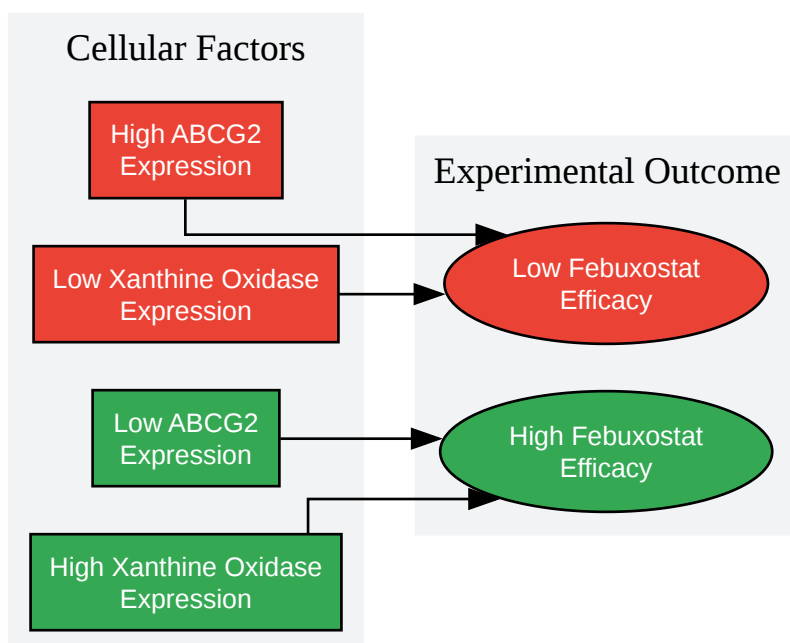 Cellular Factors
High ABCG2
Expression
Low Xanthine Oxidase
Expression
Low ABCG2
Expression
High Xanthine Oxidase
Expression
Experimental Outcome
Low Febuxostat
Efficacy
High Febuxostat
Efficacy